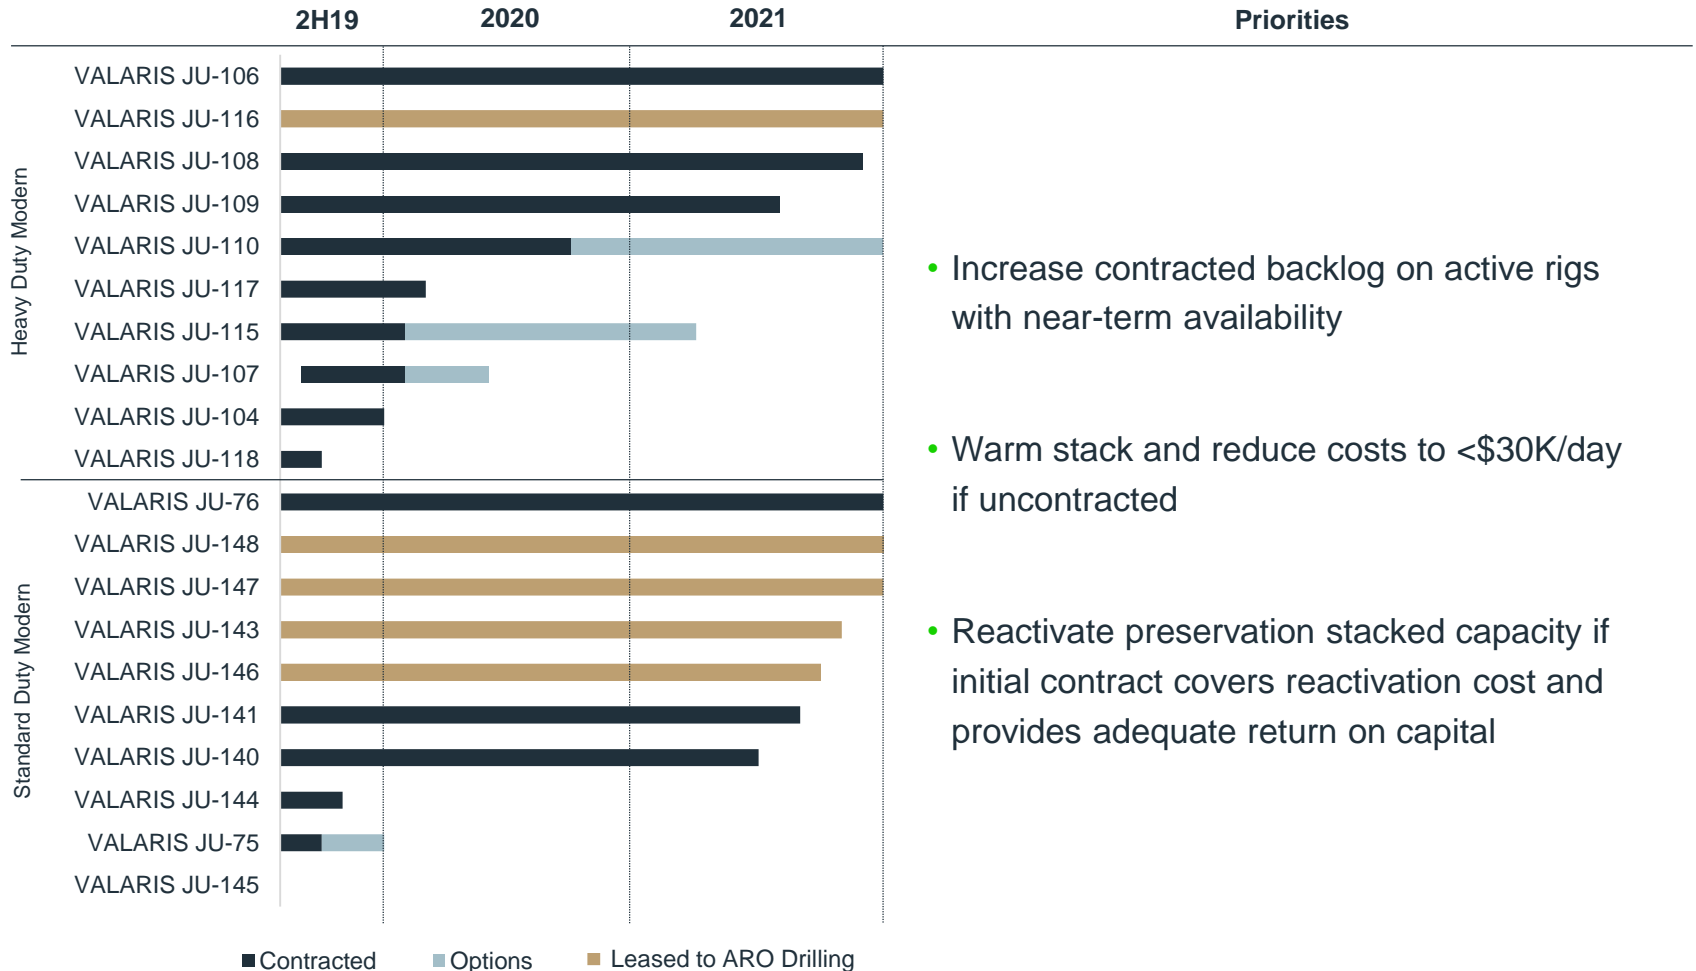 2H19 2020 2021 Priorities
Heavy Duty Modern
VALARIS JU-106
VALARIS JU-116
VALARIS JU-108
VALARIS JU-109
VALARIS JU-110
VALARIS JU-117
VALARIS JU-115
VALARIS JU-107
VALARIS JU-104
VALARIS JU-118
Standard Duty Modern
VALARIS JU-76
VALARIS JU-148
VALARIS JU-147
VALARIS JU-143
VALARIS JU-146
VALARIS JU-141
VALARIS JU-140
VALARIS JU-144
VALARIS JU-75
VALARIS JU-145
Contracted Options Leased to ARO Drilling
• Increase contracted backlog on active rigs
with near-term availability
• Warm stack and reduce costs to <$30K/day
if uncontracted
• Reactivate preservation stacked capacity if
initial contract covers reactivation cost and
provides adequate return on capital